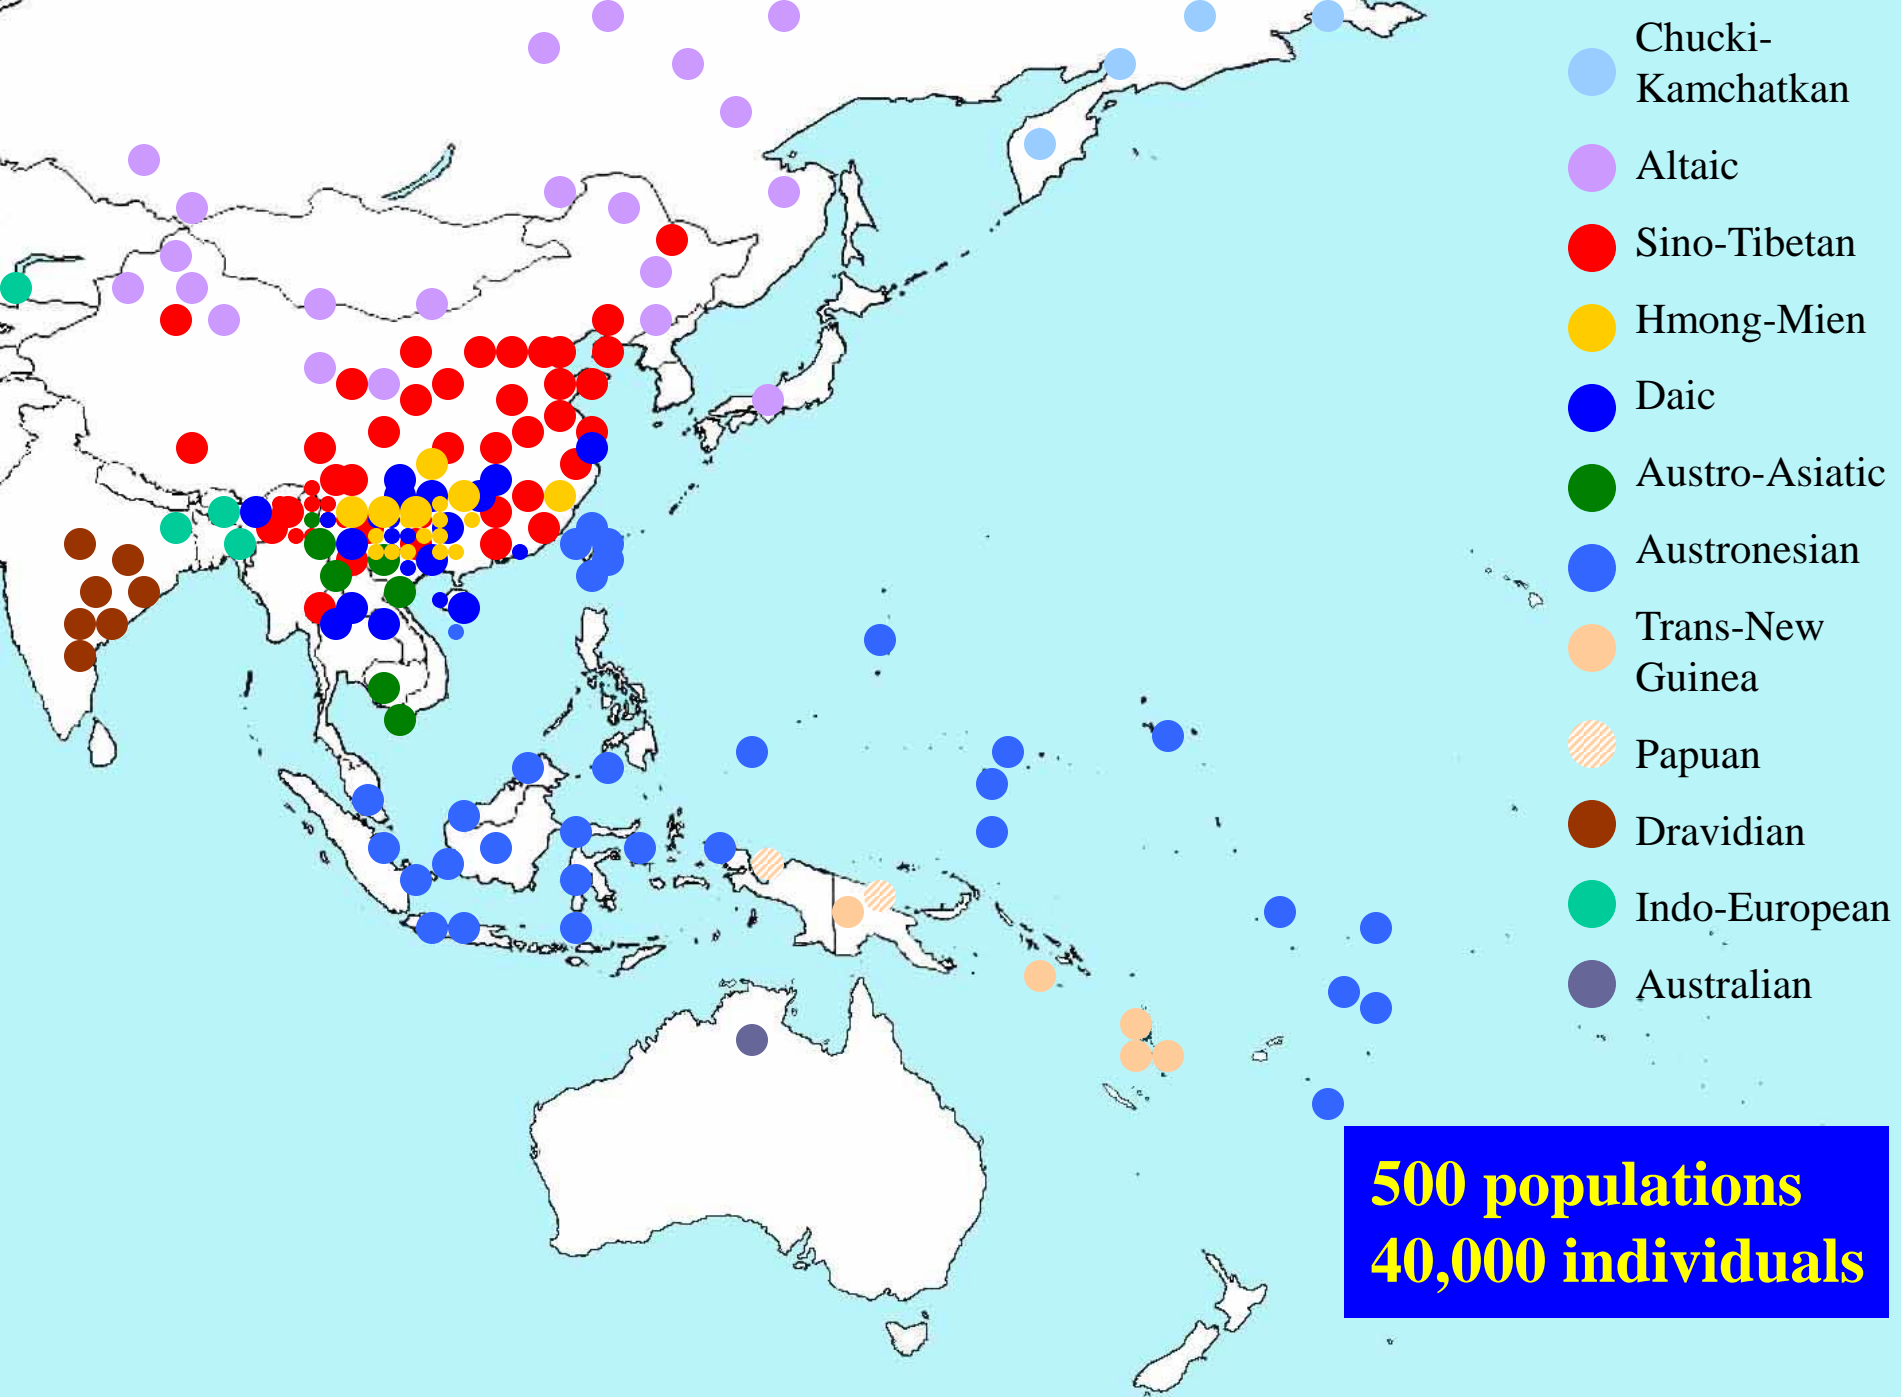 Chucki-
Kamchatkan
Altaic
Sino-Tibetan
Hmong-Mien
Daic
Austro-Asiatic
Austronesian
Trans-New
Guinea
Papuan
Dravidian
Indo-European
Australian
500 populations
40,000 individuals